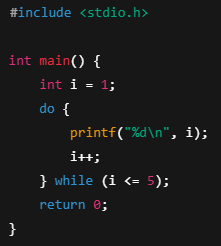 #include <stdio.h>
int main() {
    int i = 1;
    do {
        printf("%d\n", i);
        i++;
    } while (i <= 5);
    return 0;
}